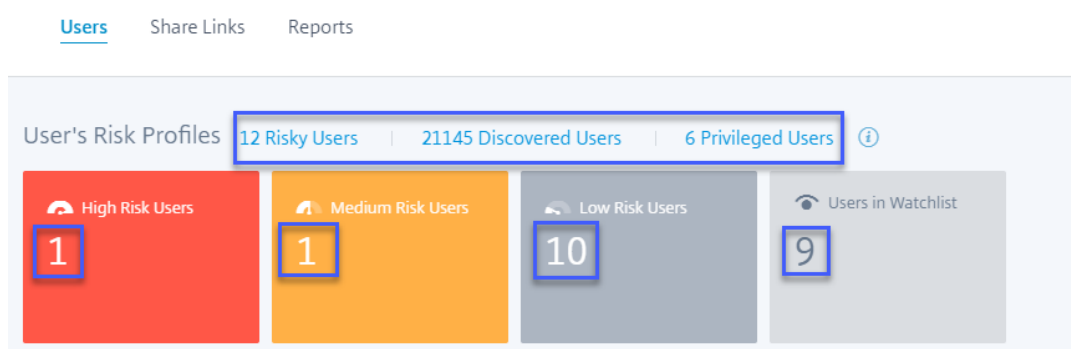 Users Share Links Reports
User's Risk Profiles 12 Risky Users 21145 Discovered Users 6 Privileged Users i
High Risk Users Medium Risk Users Low Risk Users Users in Watchlist
1 1 10 9